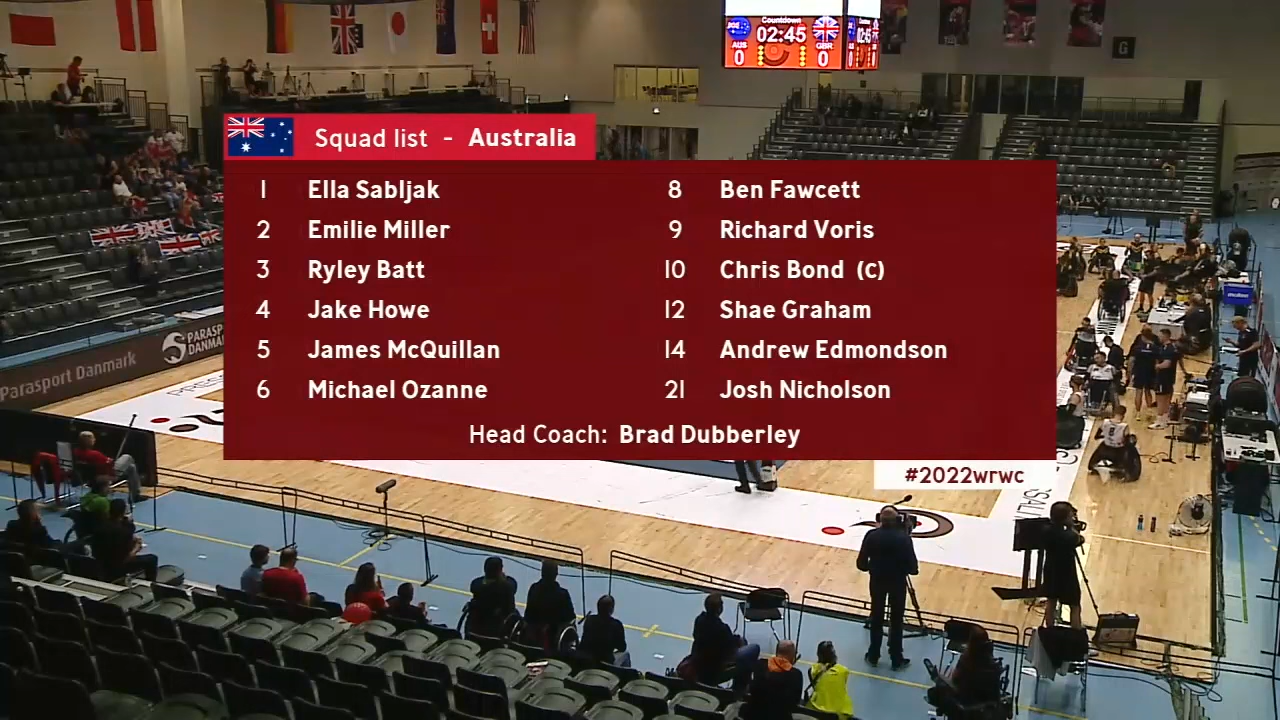 Countdown
02:45
AUS
GBR
0
0
G
Squad list - Australia
1 Ella Sabljak
2 Emilie Miller
3 Ryley Batt
4 Jake Howe
5 James McQuillan
6 Michael Ozanne
8 Ben Fawcett
9 Richard Voris
10 Chris Bond (C)
12 Shae Graham
14 Andrew Edmondson
21 Josh Nicholson
Head Coach: Brad Dubberley
#2022wrwc
Parasport Danmark
molten